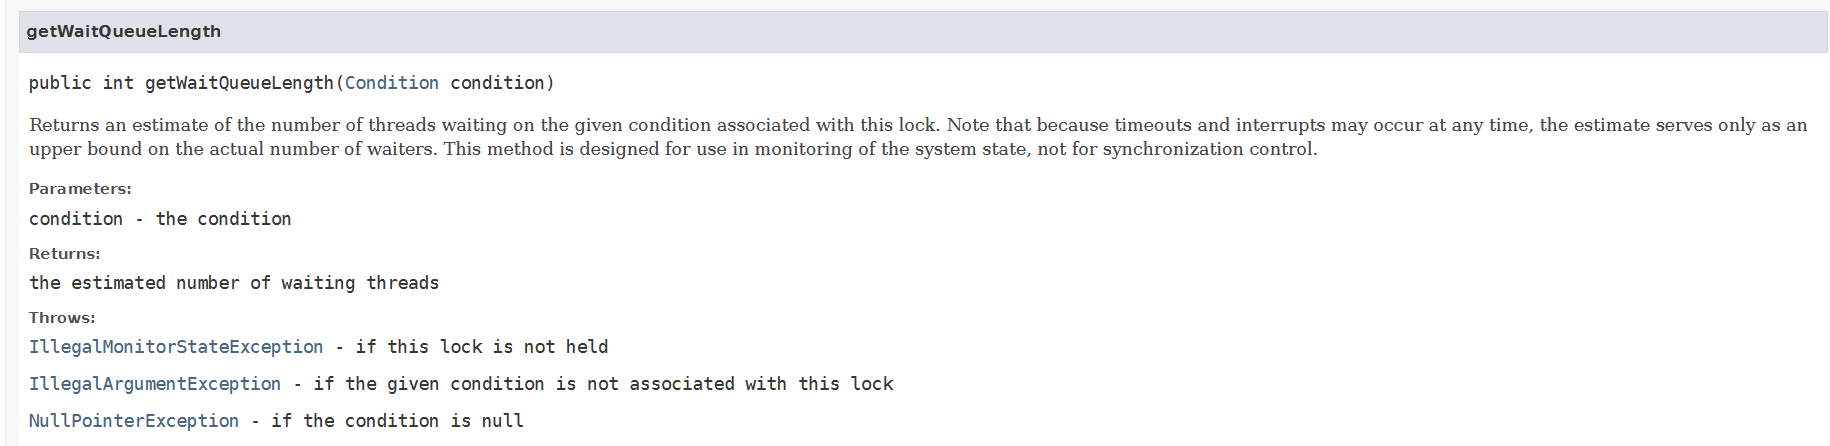 getWaitQueueLength
public int getWaitQueueLength(Condition condition)
Returns an estimate of the number of threads waiting on the given condition associated with this lock. Note that because timeouts and interrupts may occur at any time, the estimate serves only as an
upper bound on the actual number of waiters. This method is designed for use in monitoring of the system state, not for synchronization control.
Parameters:
condition - the condition
Returns:
the estimated number of waiting threads
Throws:
IllegalMonitorStateException - if this lock is not held
IllegalArgumentException - if the given condition is not associated with this lock
NullPointerException - if the condition is null